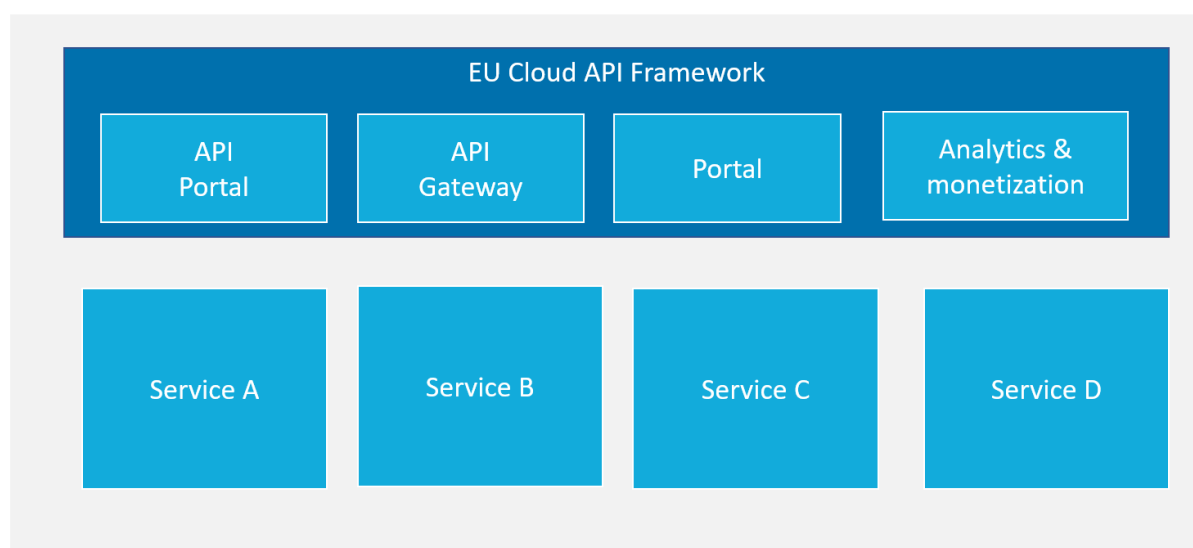 EU Cloud API Framework
API
Portal
API
Gateway
Portal
Analytics &
monetization
Service A
Service B
Service C
Service D